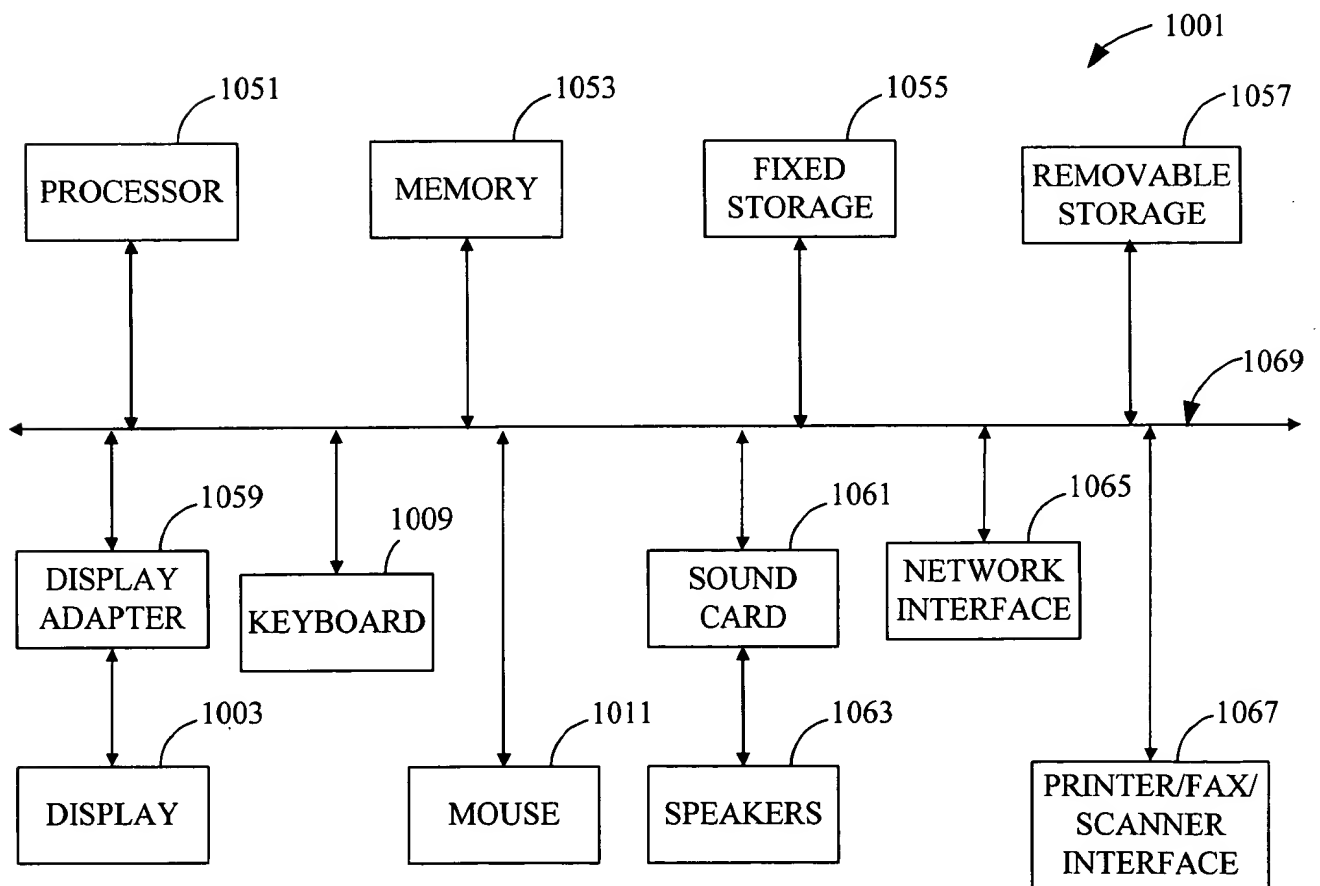 1001
1051
1053
1055
1057
PROCESSOR
MEMORY
FIXED
STORAGE
REMOVABLE
STORAGE
1069
1059
1009
1061
1065
DISPLAY
ADAPTER
KEYBOARD
SOUND
CARD
NETWORK
INTERFACE
1003
1011
1063
1067
DISPLAY
MOUSE
SPEAKERS
PRINTER/FAX/
SCANNER
INTERFACE